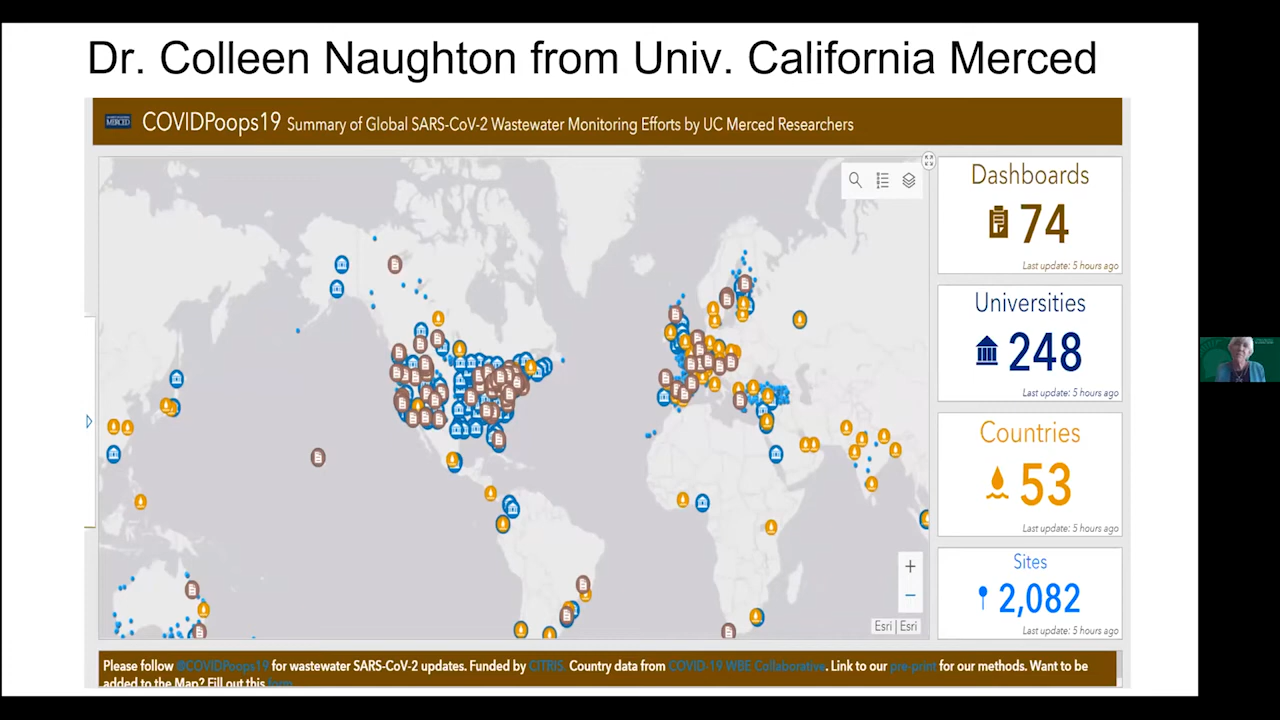 Dr. Colleen Naughton from Univ. California Merced
MERCED
COVIDPoops19 Summary of Global SARS-CoV-2 Wastewater Monitoring Efforts by UC Merced Researchers
Dashboards
74
Last update: 5 hours ago
Universities
248
Last update: 5 hours ago
Countries
53
Last update: 5 hours ago
Sites
2,082
Last update: 5 hours ago
+
−
Esri | Esri
Please follow @COVIDPoops19 for wastewater SARS-CoV-2 updates. Funded by CITRIS. Country data from COVID-19 WBE Collaborative. Link to our pre-print for our methods. Want to be
added to the Map? Fill out this form